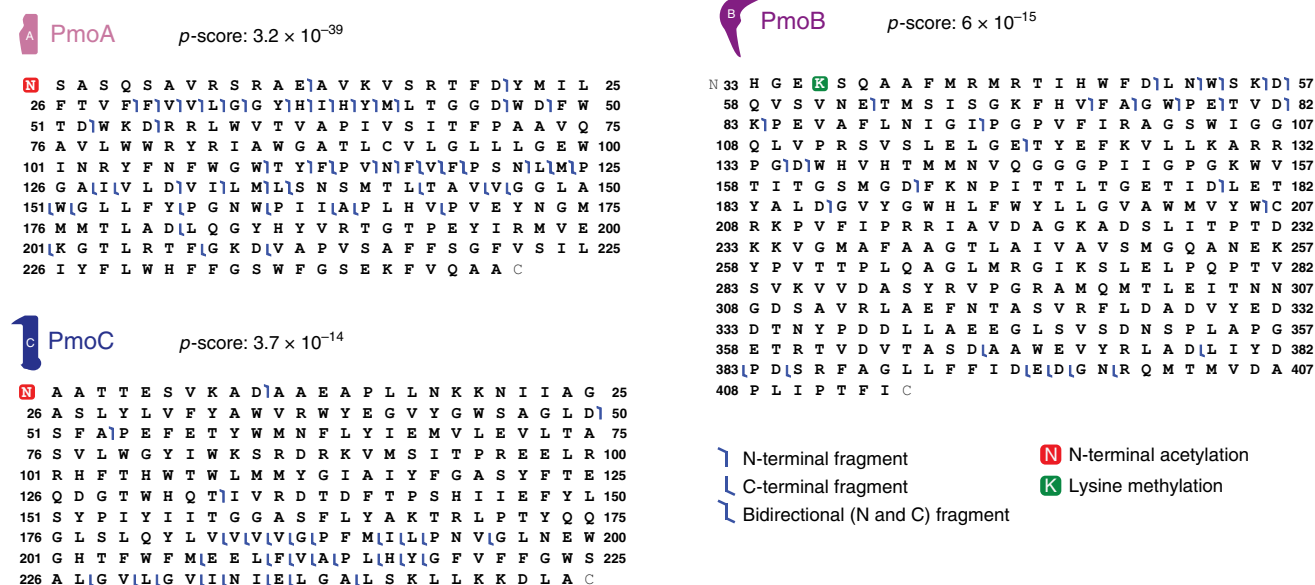 A PmoA p-score: 3.2 × 10⁻³⁹
N S A S Q S A V R S R A E A V K V S R T F D Y M I L 25
26 F T V F F V V L G G Y H I H Y M L T G G D W D F W 50
51 T D W K D R R L W V T V A P I V S I T F P A A V Q 75
76 A V L W W R Y R I A W G A T L C V L G L L L G E W 100
101 I N R Y F N F W G W T Y F P V N F V F P S N L M P 125
126 G A I V L D V I L M L S N S M T L T A V V G G L A 150
151 W G L L F Y P G N W P I I A P L H V P V E Y N G M 175
176 M M T L A D L Q G Y H Y V R T G T P E Y I R M V E 200
201 K G T L R T F G K D V A P V S A F F S G F V S I L 225
226 I Y F L W H F F G S W F G S E K F V Q A A C
C PmoC p-score: 3.7 × 10⁻¹⁴
N A A T T E S V K A D A A E A P L L N K K N I I A G 25
26 A S L Y L V F Y A W V R W Y E G V Y G W S A G L D 50
51 S F A P E F E T Y W M N F L Y I E M V L E V L T A 75
76 S V L W G Y I W K S R D R K V M S I T P R E E L R 100
101 R H F T H W T W L M M Y G I A I Y F G A S Y F T E 125
126 Q D G T W H Q T I V R D T D F T P S H I I E F Y L 150
151 S Y P I Y I I T G G A S F L Y A K T R L P T Y Q Q 175
176 G L S L Q Y L V V V V G P F M I L P N V G L N E W 200
201 G H T F W F M E E L F V A P L H Y G F V F F G W S 225
226 A L G V L G V I N I E L G A L S K L L K K D L A C
B PmoB p-score: 6 × 10⁻¹⁵
N 33 H G E K S Q A A F M R M R T I H W F D L N W S K D 57
58 Q V S V N E T M S I S G K F H V F A G W P E T V D 82
83 K P E V A F L N I G I P G P V F I R A G S W I G G 107
108 Q L V P R S V S L E L G E T Y E F K V L L K A R R 132
133 P G D W H V H T M M N V Q G G G P I I G P G K W V 157
158 T I T G S M G D F K N P I T T L T G E T I D L E T 182
183 Y A L D G V Y G W H L F W Y L L G V A W M V Y W C 207
208 R K P V F I P R R I A V D A G K A D S L I T P T D 232
233 K K V G M A F A A G T L A I V A V S M G Q A N E K 257
258 Y P V T T P L Q A G L M R G I K S L E L P Q P T V 282
283 S V K V V D A S Y R V P G R A M Q M T L E I T N N 307
308 G D S A V R L A E F N T A S V R F L D A D V Y E D 332
333 D T N Y P D D L L A E E G L S V S D N S P L A P G 357
358 E T R T V D V T A S D A A W E V Y R L A D L I Y D 382
383 P D S R F A G L L F F I D E D G N R Q M T M V D A 407
408 P L I P T F I C
N-terminal fragment
C-terminal fragment
Bidirectional (N and C) fragment
N N-terminal acetylation
K Lysine methylation